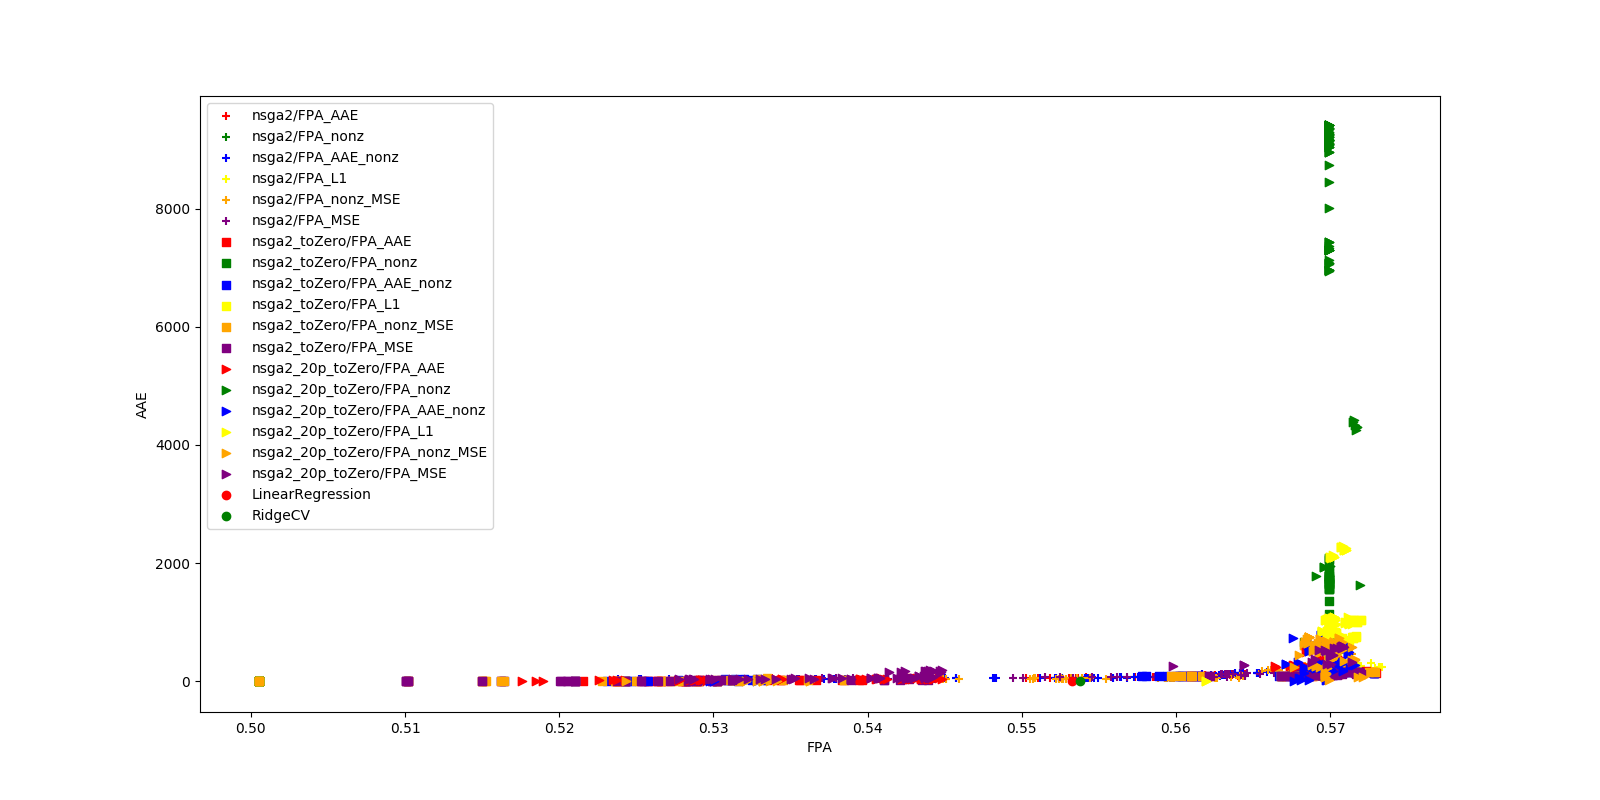 nsga2/FPA_AAE
nsga2/FPA_nonz
nsga2/FPA_AAE_nonz
nsga2/FPA_L1
nsga2/FPA_nonz_MSE
nsga2/FPA_MSE
nsga2_toZero/FPA_AAE
nsga2_toZero/FPA_nonz
nsga2_toZero/FPA_AAE_nonz
nsga2_toZero/FPA_L1
nsga2_toZero/FPA_nonz_MSE
nsga2_toZero/FPA_MSE
nsga2_20p_toZero/FPA_AAE
nsga2_20p_toZero/FPA_nonz
nsga2_20p_toZero/FPA_AAE_nonz
nsga2_20p_toZero/FPA_L1
nsga2_20p_toZero/FPA_nonz_MSE
nsga2_20p_toZero/FPA_MSE
LinearRegression
RidgeCV
8000
6000
4000
2000
0
AAE
0.50 0.51 0.52 0.53 0.54 0.55 0.56 0.57
FPA